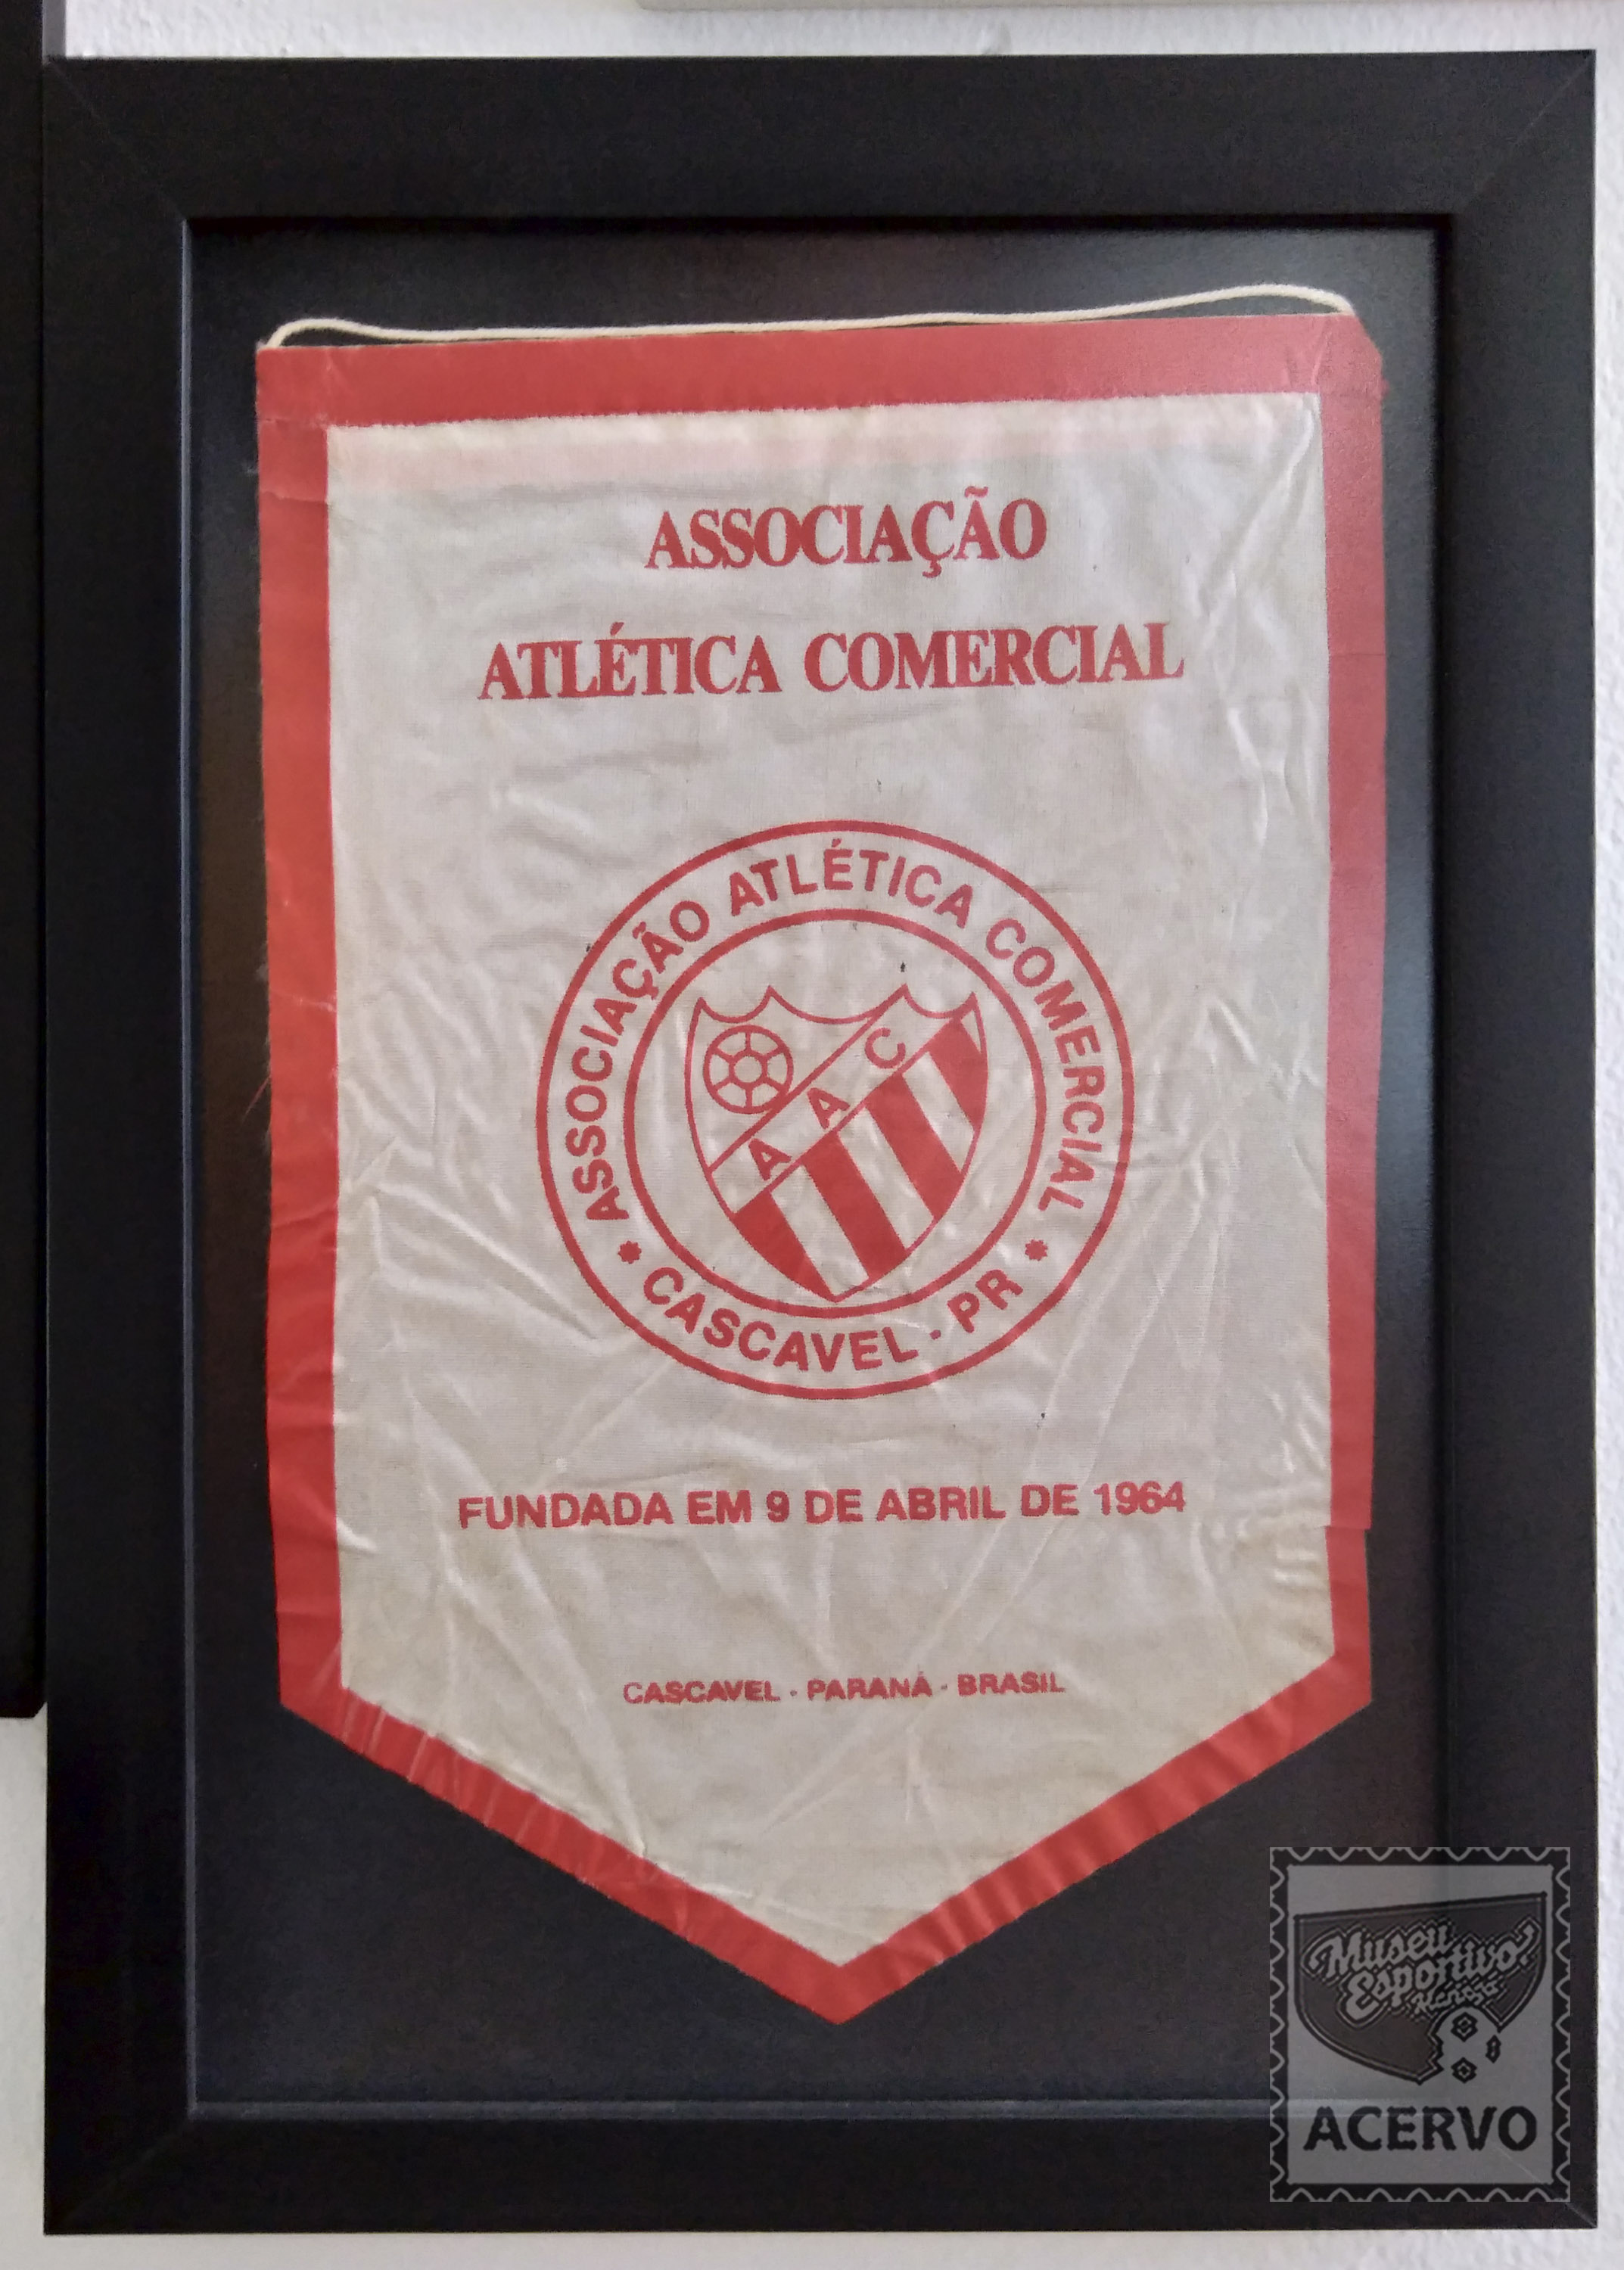 ASSOCIAÇÃO
ATLÉTICA COMERCIAL
ASSOCIAÇÃO ATLÉTICA COMERCIAL
A A C
* CASCAVEL - PR *
FUNDADA EM 9 DE ABRIL DE 1964
CASCAVEL - PARANÁ - BRASIL
Museu
Esportivo
ACERVO